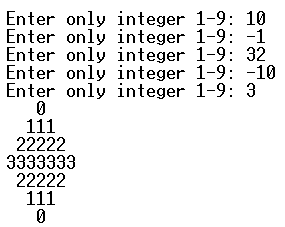 Enter only integer 1-9: 10
Enter only integer 1-9: -1
Enter only integer 1-9: 32
Enter only integer 1-9: -10
Enter only integer 1-9: 3
   0
  111
 22222
3333333
 22222
  111
   0